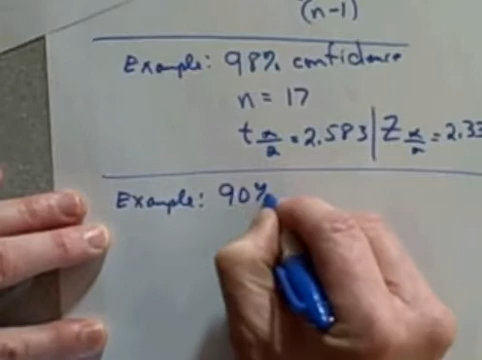 (n-1)
Example: 98% confidence
n = 17
t α/2 = 2.583 | Z α/2 = 2.33
Example: 90%